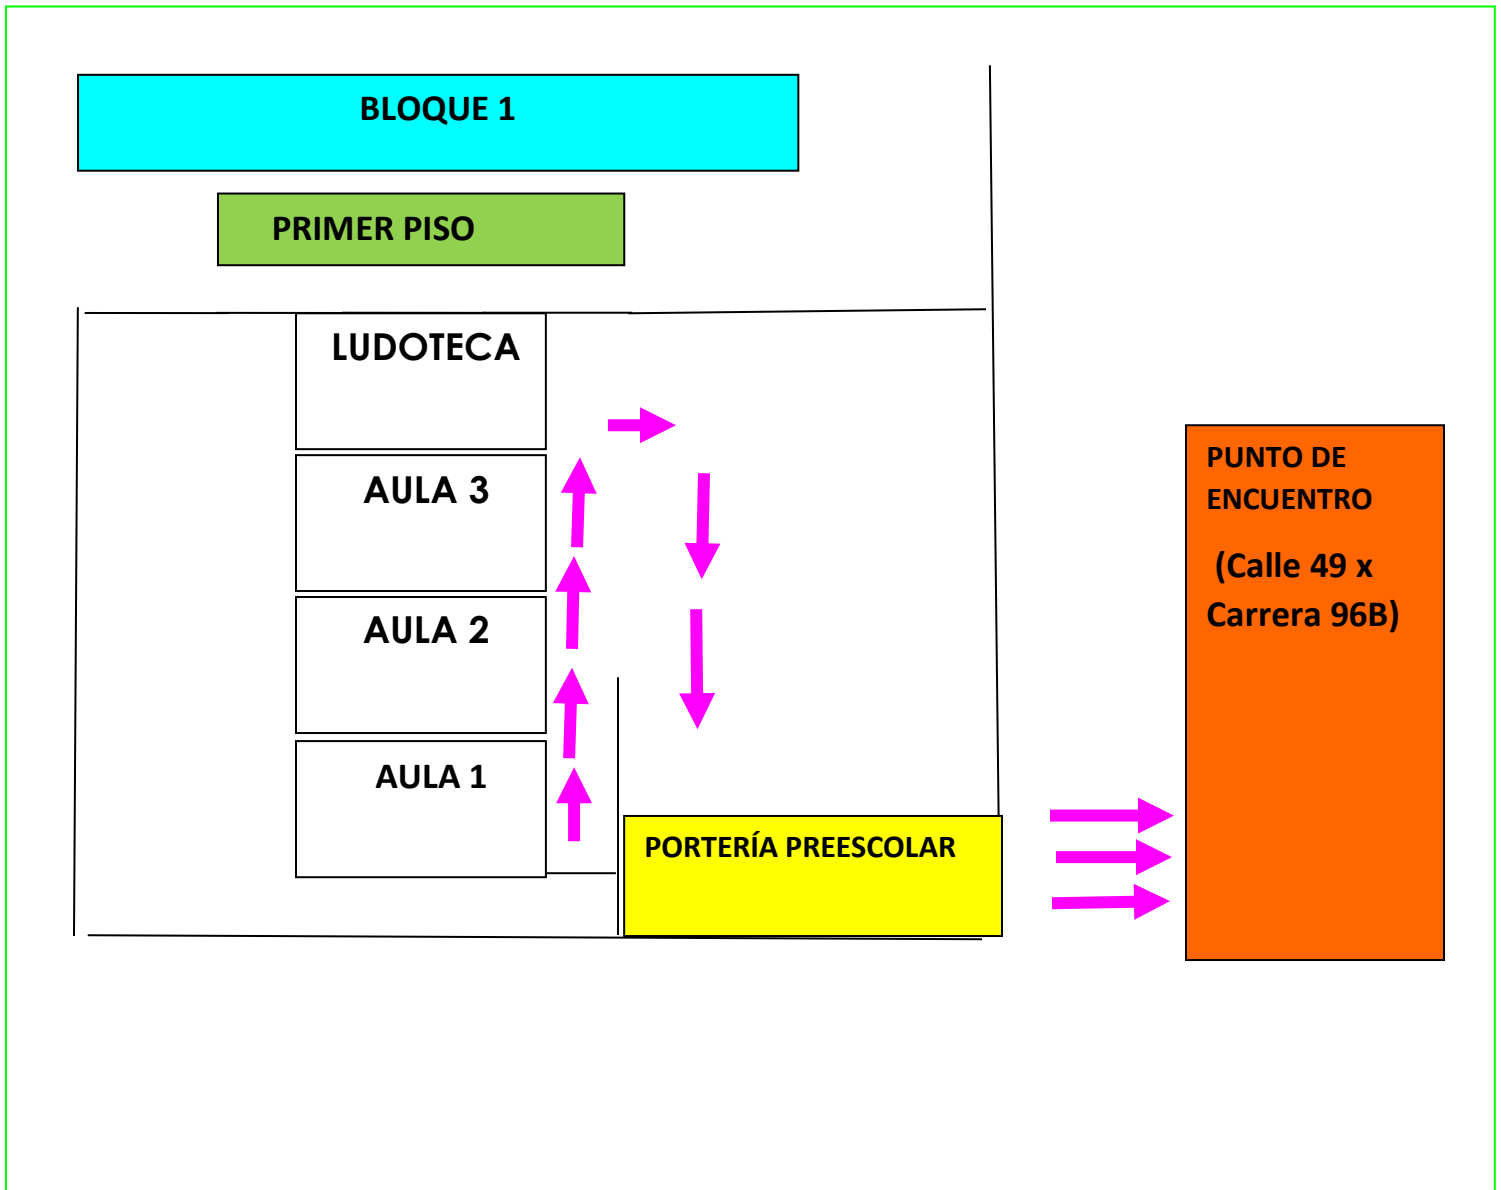 BLOQUE 1
PRIMER PISO
LUDOTECA
AULA 3
AULA 2
AULA 1
PORTERÍA PREESCOLAR
PUNTO DE
ENCUENTRO
(Calle 49 x
Carrera 96B)